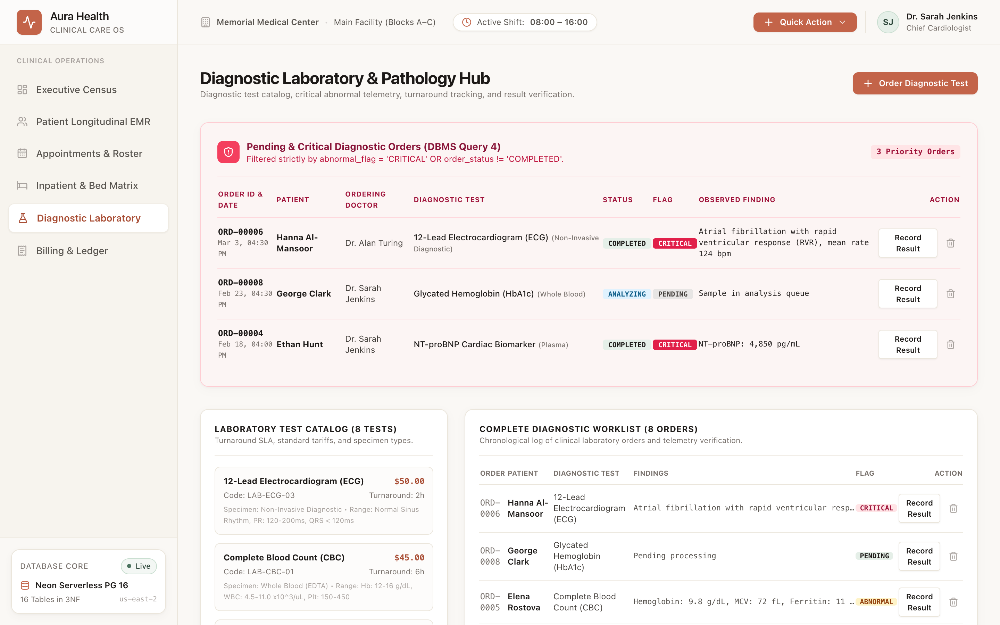 Aura Health
CLINICAL CARE OS
Memorial Medical Center • Main Facility (Blocks A–C)
Active Shift: 08:00 – 16:00
Quick Action
SJ
Dr. Sarah Jenkins
Chief Cardiologist
CLINICAL OPERATIONS
Executive Census
Patient Longitudinal EMR
Appointments & Roster
Inpatient & Bed Matrix
Diagnostic Laboratory
Billing & Ledger
DATABASE CORE
Live
Neon Serverless PG 16
16 Tables in 3NF
us-east-2
Diagnostic Laboratory & Pathology Hub
Diagnostic test catalog, critical abnormal telemetry, turnaround tracking, and result verification.
Order Diagnostic Test
Pending & Critical Diagnostic Orders (DBMS Query 4)
Filtered strictly by abnormal_flag = 'CRITICAL' OR order_status != 'COMPLETED'.
3 Priority Orders
ORDER ID &
DATE
PATIENT
ORDERING
DOCTOR
DIAGNOSTIC TEST
STATUS
FLAG
OBSERVED FINDING
ACTION
ORD-00006
Mar 3, 04:30
PM
Hanna Al-
Mansoor
Dr. Alan Turing
12-Lead Electrocardiogram (ECG) (Non-Invasive
Diagnostic)
COMPLETED
CRITICAL
Atrial fibrillation with rapid
ventricular response (RVR), mean rate
124 bpm
Record
Result
ORD-00008
Feb 23, 04:30
PM
George Clark
Dr. Sarah
Jenkins
Glycated Hemoglobin (HbA1c) (Whole Blood)
ANALYZING
PENDING
Sample in analysis queue
Record
Result
ORD-00004
Feb 18, 04:00
PM
Ethan Hunt
Dr. Sarah
Jenkins
NT-proBNP Cardiac Biomarker (Plasma)
COMPLETED
CRITICAL
NT-proBNP: 4,850 pg/mL
Record
Result
LABORATORY TEST CATALOG (8 TESTS)
Turnaround SLA, standard tariffs, and specimen types.
12-Lead Electrocardiogram (ECG)
$50.00
Code: LAB-ECG-03
Turnaround: 2h
Specimen: Non-Invasive Diagnostic • Range: Normal Sinus
Rhythm, PR: 120-200ms, QRS < 120ms
Complete Blood Count (CBC)
$45.00
Code: LAB-CBC-01
Turnaround: 6h
Specimen: Whole Blood (EDTA) • Range: Hb: 12-16 g/dL,
WBC: 4.5-11.0 x10^3/uL, Plt: 150-450
COMPLETE DIAGNOSTIC WORKLIST (8 ORDERS)
Chronological log of clinical laboratory orders and telemetry verification.
ORDER
PATIENT
DIAGNOSTIC TEST
FINDINGS
FLAG
ACTION
ORD-
0006
Hanna Al-
Mansoor
12-Lead
Electrocardiogram
(ECG)
Atrial fibrillation with rapid ventricular resp…
CRITICAL
Record
Result
ORD-
0008
George
Clark
Glycated
Hemoglobin
(HbA1c)
Pending processing
PENDING
Record
Result
ORD-
0005
Elena
Rostova
Complete Blood
Count (CBC)
Hemoglobin: 9.8 g/dL, MCV: 72 fL, Ferritin: 11 …
ABNORMAL
Record
Result